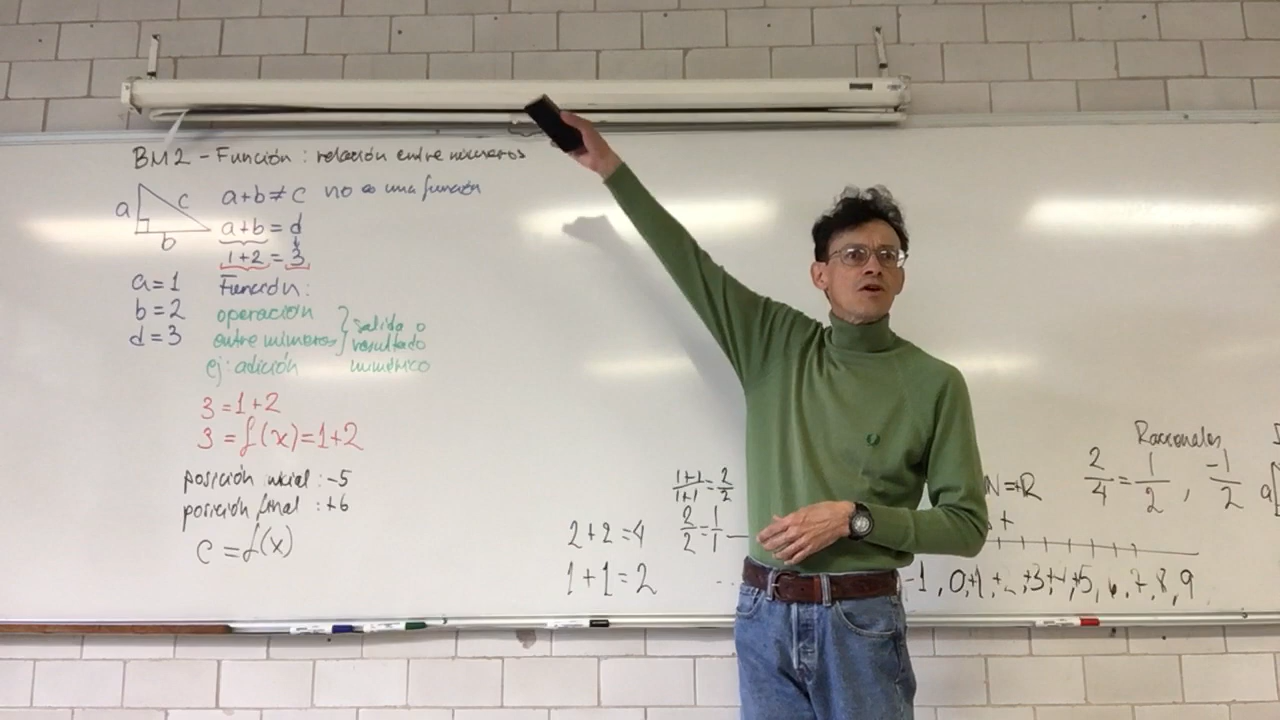 BM2 - Función : relación entre números
a c b
a+b≠c no es una función
a+b = d
1+2 = 3
a=1
b=2
d=3
Función:
operación
entre números
ej: adición
salida o
resultado
numérico
3 = 1+2
3 = f(x) = 1+2
posición inicial : -5
posición final : +6
c = f(x)
2+2=4
1+1=2
1+1/1+1 = 2/2
2/2 = 1/1
N=+R
+
-1, 0, +1, +2, +3, +4, +5, 6, 7, 8, 9
Racionales
2/4 = 1/2 , -1/2
a